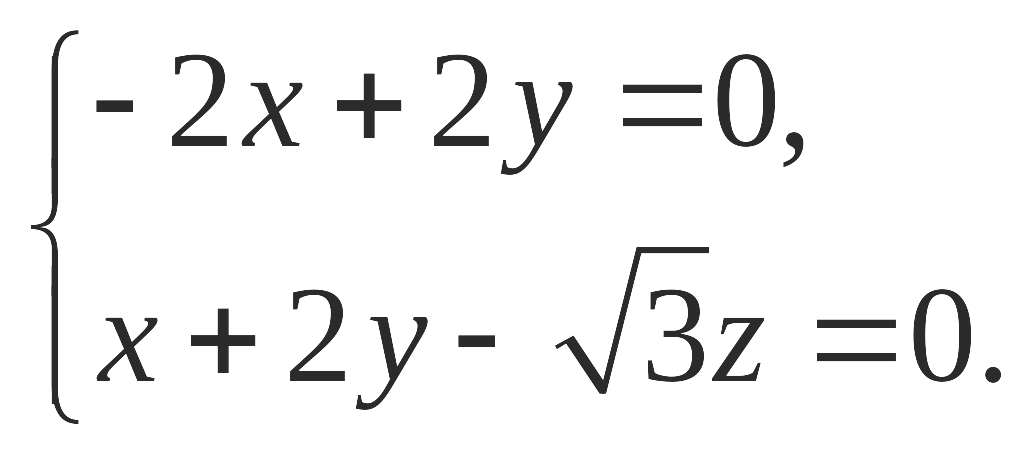 - 2x + 2y = 0,
x + 2y - √3z = 0.